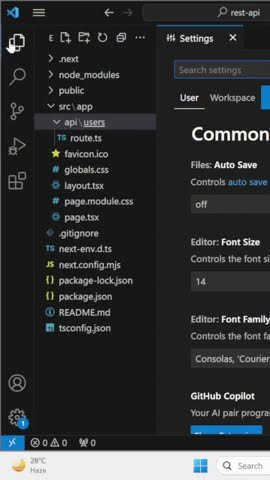 rest-api
E
Settings
.next
node_modules
public
src\app
api\users
TS route.ts
favicon.ico
# globals.css
layout.tsx
# page.module.css
page.tsx
.gitignore
TS next-env.d.ts
JS next.config.mjs
{} package-lock.json
{} package.json
README.md
tsconfig.json
Search settings
User Workspace
Common
Files: Auto Save
Controls auto save
off
Editor: Font Size
Controls the font si
14
Editor: Font Family
Controls the font fa
Consolas, 'Courier
GitHub Copilot
Your AI pair progra
1
0 0 0
28°C
Haze
Search